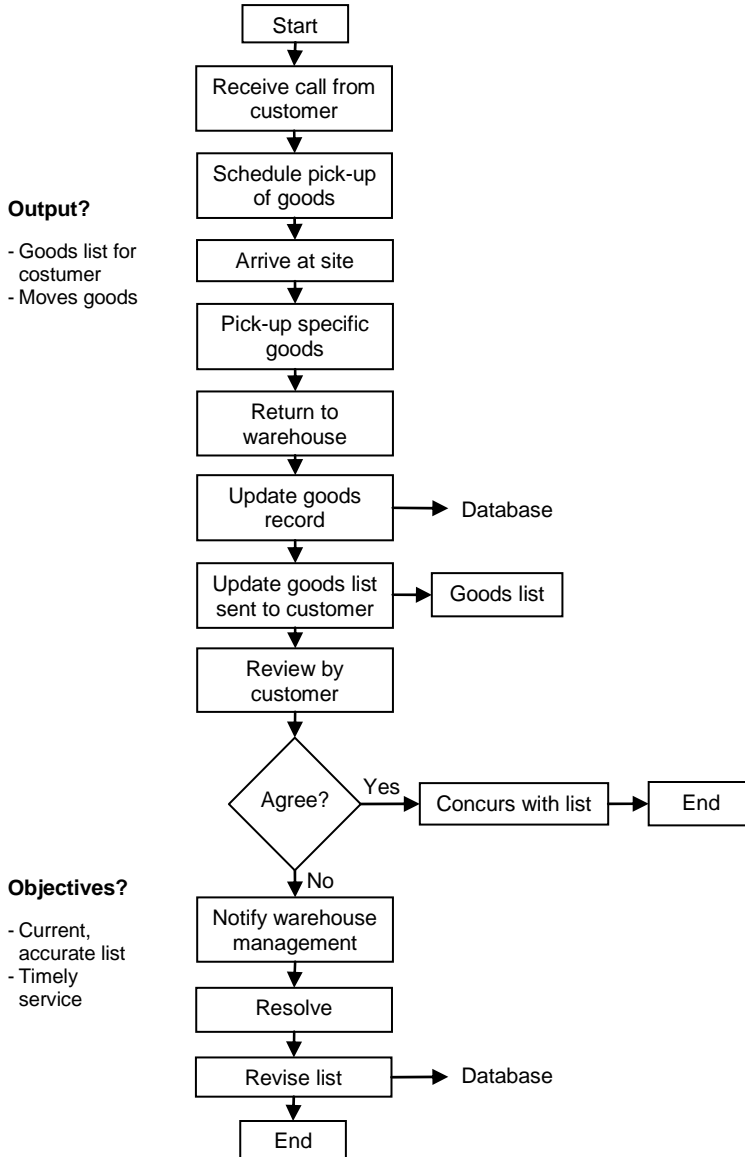 Start
Receive call from
customer
Schedule pick-up
of goods
Output?
- Goods list for
costumer
- Moves goods
Arrive at site
Pick-up specific
goods
Return to
warehouse
Update goods
record
Database
Update goods list
sent to customer
Goods list
Review by
customer
Agree?
Yes
Concurs with list
End
No
Objectives?
- Current,
accurate list
- Timely
service
Notify warehouse
management
Resolve
Revise list
Database
End